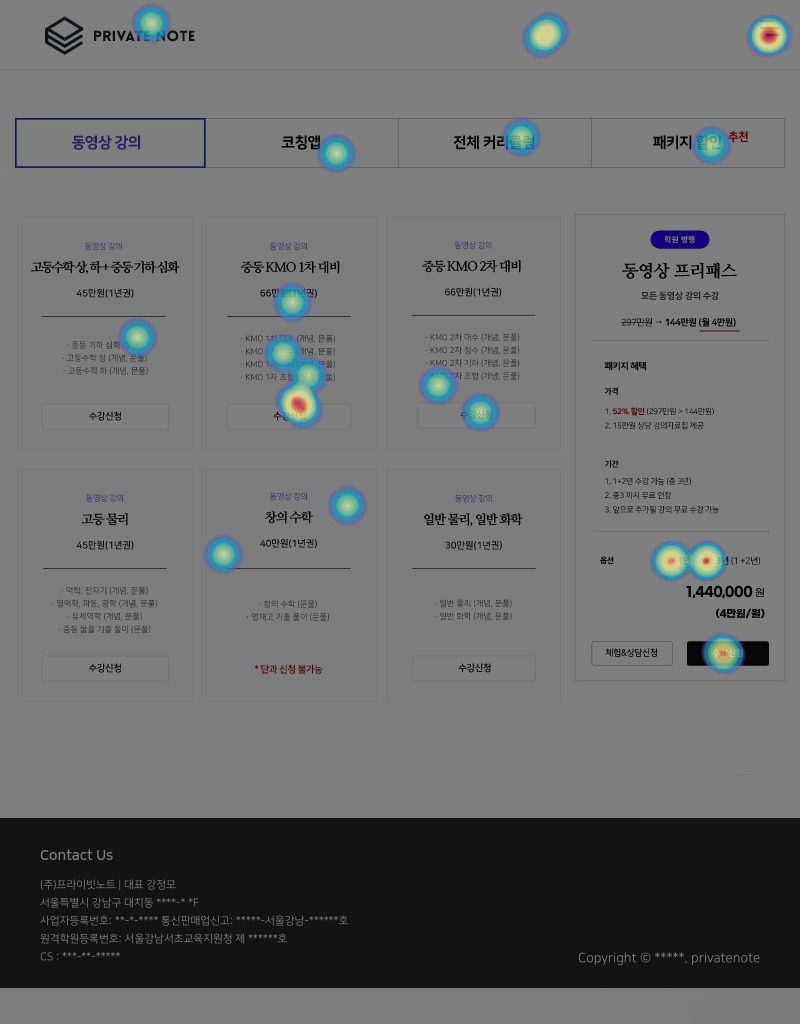 PRIVATE NOTE
동영상 강의
코칭앱
전체 커리큘럼
패키지 할인 추천
동영상 강의
고등수학 상, 하 + 중등 기하 심화
45만원(1년권)
· 중등 기하 심화
· 고등수학 상 (개념, 문풀)
· 고등수학 하 (개념, 문풀)
수강신청
동영상 강의
중등 KMO 1차 대비
66만원(1년권)
· KMO 1차 대수 (개념, 문풀)
· KMO 1차 (개념, 문풀)
· KMO 1차 (개념, 문풀)
· KMO 1차 조합 (개념, 문풀)
수강신청
동영상 강의
중등 KMO 2차 대비
66만원(1년권)
· KMO 2차 대수 (개념, 문풀)
· KMO 2차 정수 (개념, 문풀)
· KMO 2차 기하 (개념, 문풀)
2차 조합 (개념, 문풀)
수강신청
동영상 강의
고등 물리
45만원(1년권)
· 역학, 전자기 (개념, 문풀)
· 열역학, 파동, 광학 (개념, 문풀)
· 유체역학 (개념, 문풀)
· 중등 물올 기출 풀이 (문풀)
수강신청
동영상 강의
창의 수학
40만원(1년권)
· 창의 수학 (문풀)
· 영재고 기출 풀이 (문풀)
* 단과 신청 불가능
동영상 강의
일반 물리, 일반 화학
30만원(1년권)
· 일반 물리 (개념, 문풀)
· 일반 화학 (개념, 문풀)
수강신청
학원 병행
동영상 프리패스
모든 동영상 강의 수강
297만원 → 144만원 (월 4만원)
패키지 혜택
가격
1. 52% 할인 (297만원 > 144만원)
2. 15만원 상당 강의자료집 제공
기간
1. 1+2년 수강 가능 (총 3년)
2. 중3 까지 무료 연장
3. 앞으로 추가될 강의 무료 수강 가능
옵션
3년 (1 +2년)
1,440,000 원
(4만원/월)
체험&상담신청
수강신청
Contact Us
(주)프라이빗노트 | 대표 강정모
서울특별시 강남구 대치동 ****-* *F
사업자등록번호: **-*-**** 통신판매업신고: *****-서울강남-******호
원격학원등록번호: 서울강남서초교육지원청 제 ******호
CS : ***-**-*****
Copyright © *****. privatenote